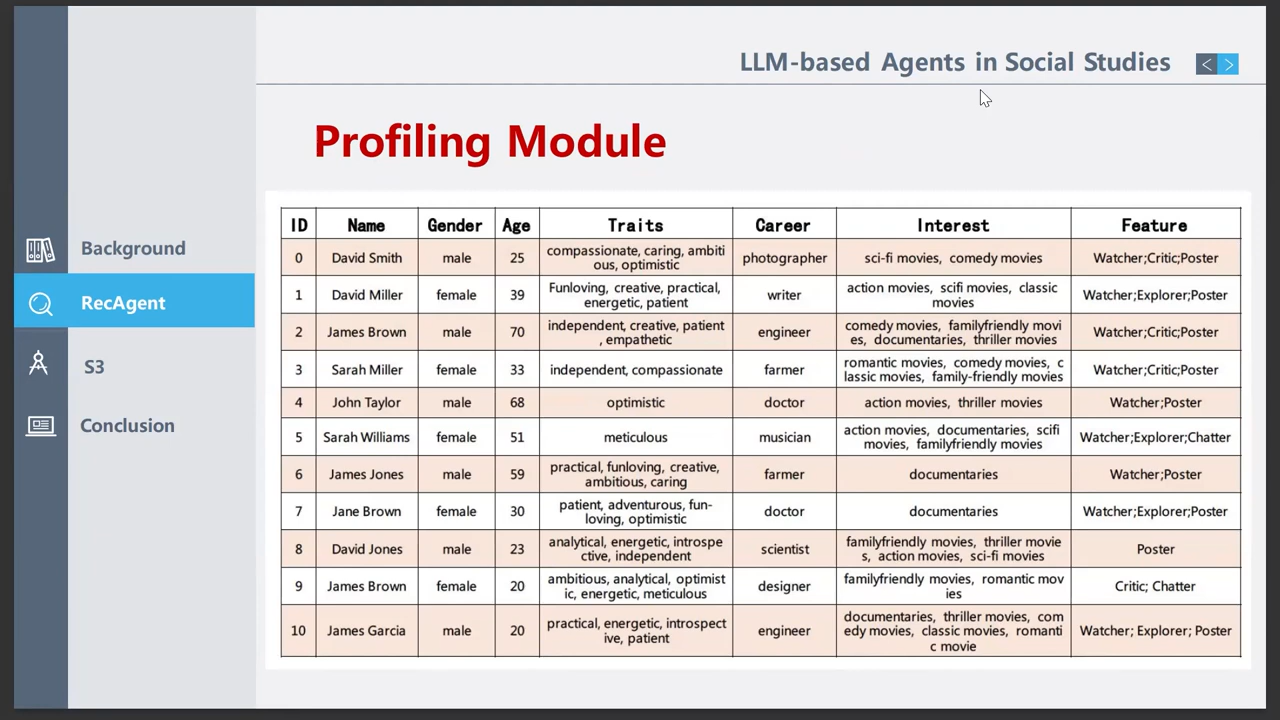 LLM-based Agents in Social Studies
< >
Profiling Module
Background
RecAgent
S3
Conclusion
ID Name Gender Age Traits Career Interest Feature
0 David Smith male 25 compassionate, caring, ambiti photographer sci-fi movies, comedy movies Watcher;Critic;Poster
ous, optimistic
1 David Miller female 39 Funloving, creative, practical, writer action movies, scifi movies, classic Watcher;Explorer;Poster
energetic, patient movies
2 James Brown male 70 independent, creative, patient engineer comedy movies, familyfriendly movi Watcher;Critic;Poster
, empathetic es, documentaries, thriller movies
3 Sarah Miller female 33 independent, compassionate farmer romantic movies, comedy movies, c Watcher;Critic;Poster
lassic movies, family-friendly movies
4 John Taylor male 68 optimistic doctor action movies, thriller movies Watcher;Poster
5 Sarah Williams female 51 meticulous musician action movies, documentaries, scifi Watcher;Explorer;Chatter
movies, familyfriendly movies
6 James Jones male 59 practical, funloving, creative, farmer documentaries Watcher;Poster
ambitious, caring
7 Jane Brown female 30 patient, adventurous, fun- doctor documentaries Watcher;Explorer;Poster
loving, optimistic
8 David Jones male 23 analytical, energetic, introspe scientist familyfriendly movies, thriller movie Poster
ctive, independent s, action movies, sci-fi movies
9 James Brown female 20 ambitious, analytical, optimist designer familyfriendly movies, romantic mov Critic; Chatter
ic, energetic, meticulous ies
10 James Garcia male 20 practical, energetic, introspect engineer documentaries, thriller movies, com Watcher; Explorer; Poster
ive, patient edy movies, classic movies, romanti
c movie